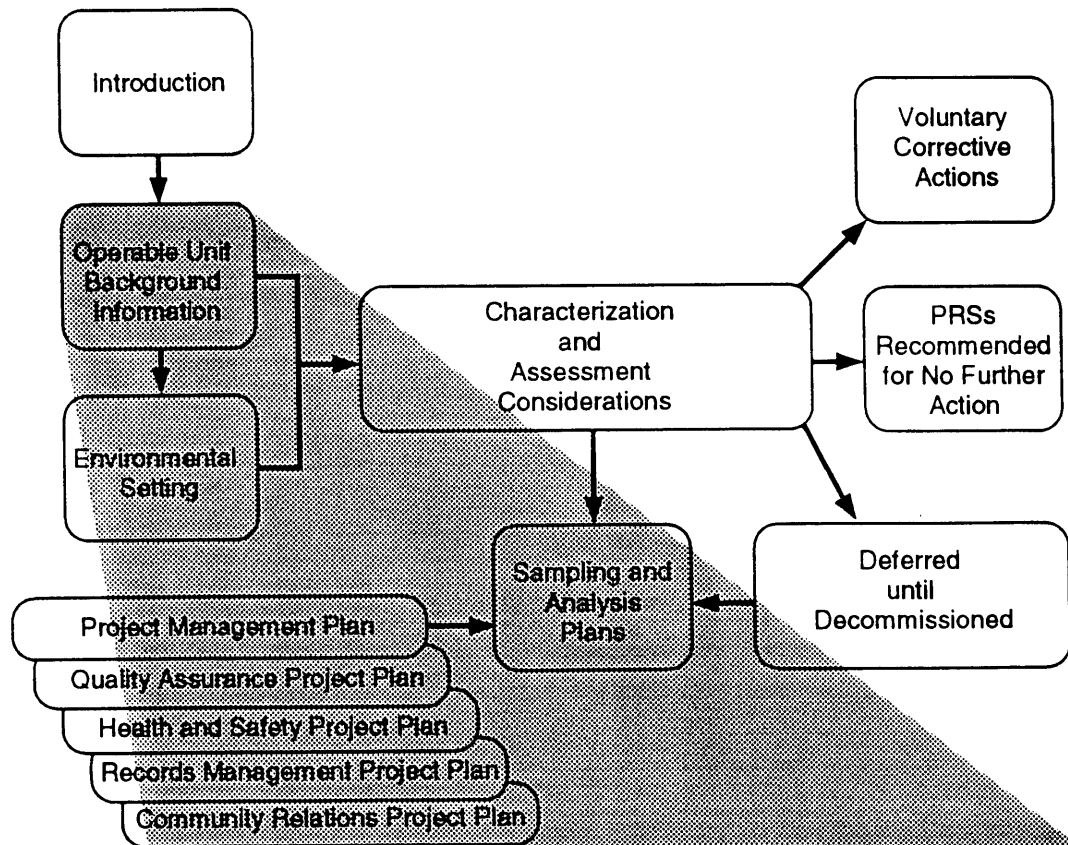 Introduction
Operable Unit
Background
Information
Environmental
Setting
Characterization
and
Assessment
Considerations
Voluntary
Corrective
Actions
PRSs
Recommended
for No Further
Action
Deferred
until
Decommissioned
Sampling and
Analysis
Plans
Project Management Plan
Quality Assurance Project Plan
Health and Safety Project Plan
Records Management Project Plan
Community Relations Project Plan